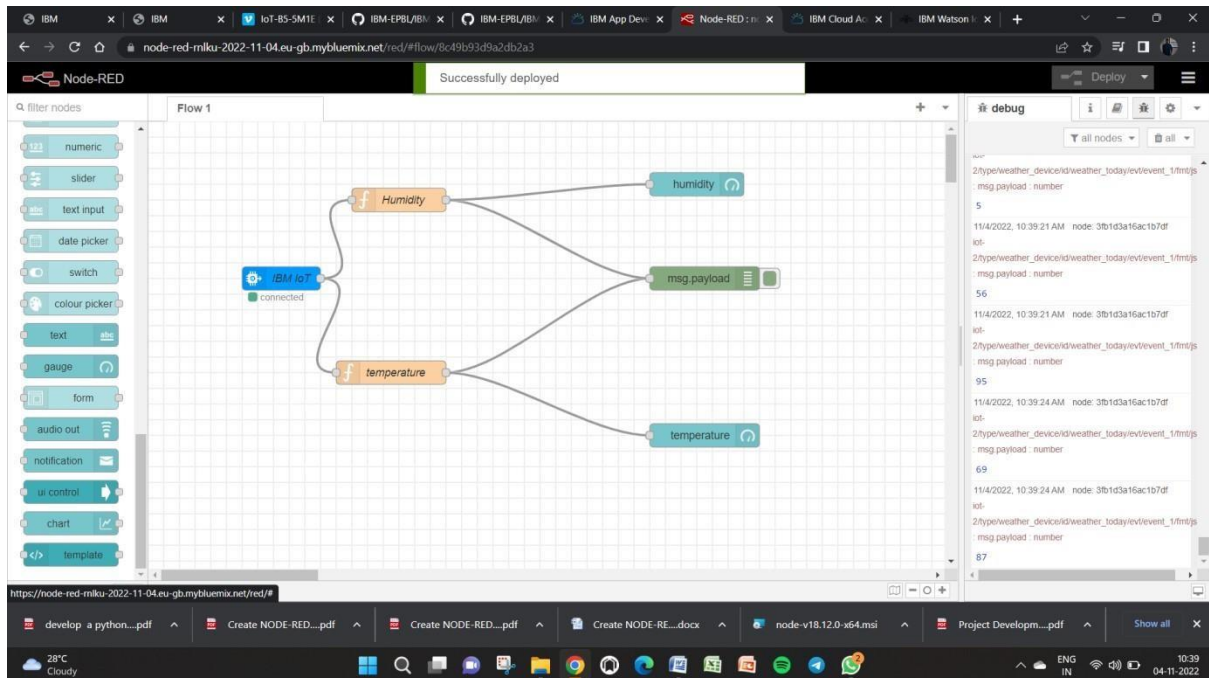 IBM
IBM
IoT-B5-5M1E
IBM-EPBL/IBM
IBM-EPBL/IBM
IBM App Deve
Node-RED : n
IBM Cloud Ac
IBM Watson I
node-red-rnlku-2022-11-04.eu-gb.mybluemix.net/red/#flow/8c49b93d9a2db2a3
Node-RED
Successfully deployed
Deploy
filter nodes
Flow 1
debug
all nodes
all
numeric
slider
text input
date picker
switch
colour picker
text
gauge
form
audio out
notification
ui control
chart
template
Humidity
humidity
IBM IoT
connected
msg.payload
temperature
temperature
2/type/weather_device/id/weather_today/evt/event_1/fmt/js
: msg.payload : number
5
11/4/2022, 10:39:21 AM node: 3fb1d3a16ac1b7df
iot-
2/type/weather_device/id/weather_today/evt/event_1/fmt/js
: msg.payload : number
56
11/4/2022, 10:39:21 AM node: 3fb1d3a16ac1b7df
iot-
2/type/weather_device/id/weather_today/evt/event_1/fmt/js
: msg.payload : number
95
11/4/2022, 10:39:24 AM node: 3fb1d3a16ac1b7df
iot-
2/type/weather_device/id/weather_today/evt/event_1/fmt/js
: msg.payload : number
69
11/4/2022, 10:39:24 AM node: 3fb1d3a16ac1b7df
iot-
2/type/weather_device/id/weather_today/evt/event_1/fmt/js
: msg.payload : number
87
https://node-red-rnlku-2022-11-04.eu-gb.mybluemix.net/red/#
develop a python....pdf
Create NODE-RED....pdf
Create NODE-RED....pdf
Create NODE-RE....docx
node-v18.12.0-x64.msi
Project Developm....pdf
Show all
28°C
Cloudy
ENG
IN
10:39
04-11-2022